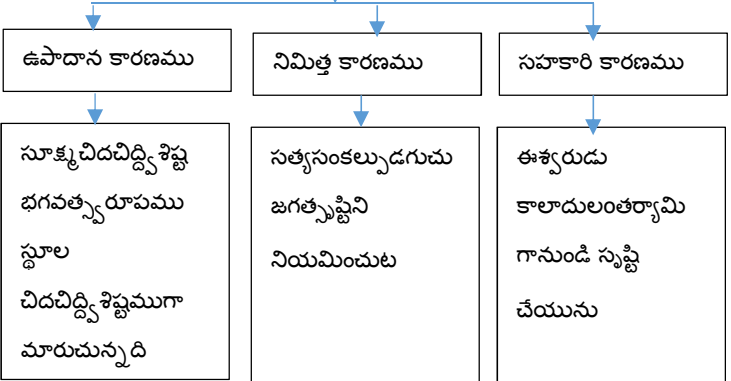 ఉపాదాన కారణము
నిమిత్త కారణము
సహకారి కారణము
సూక్ష్మచిదచిద్విశిష్ట
భగవత్స్వరూపము
స్థూల
చిదచిద్విశిష్టముగా
మారుచున్నది
సత్యసంకల్పుడగుచు
జగత్సృష్టిని
నియమించుట
ఈశ్వరుడు
కాలాదులంతర్యామి
గానుండి సృష్టి
చేయును